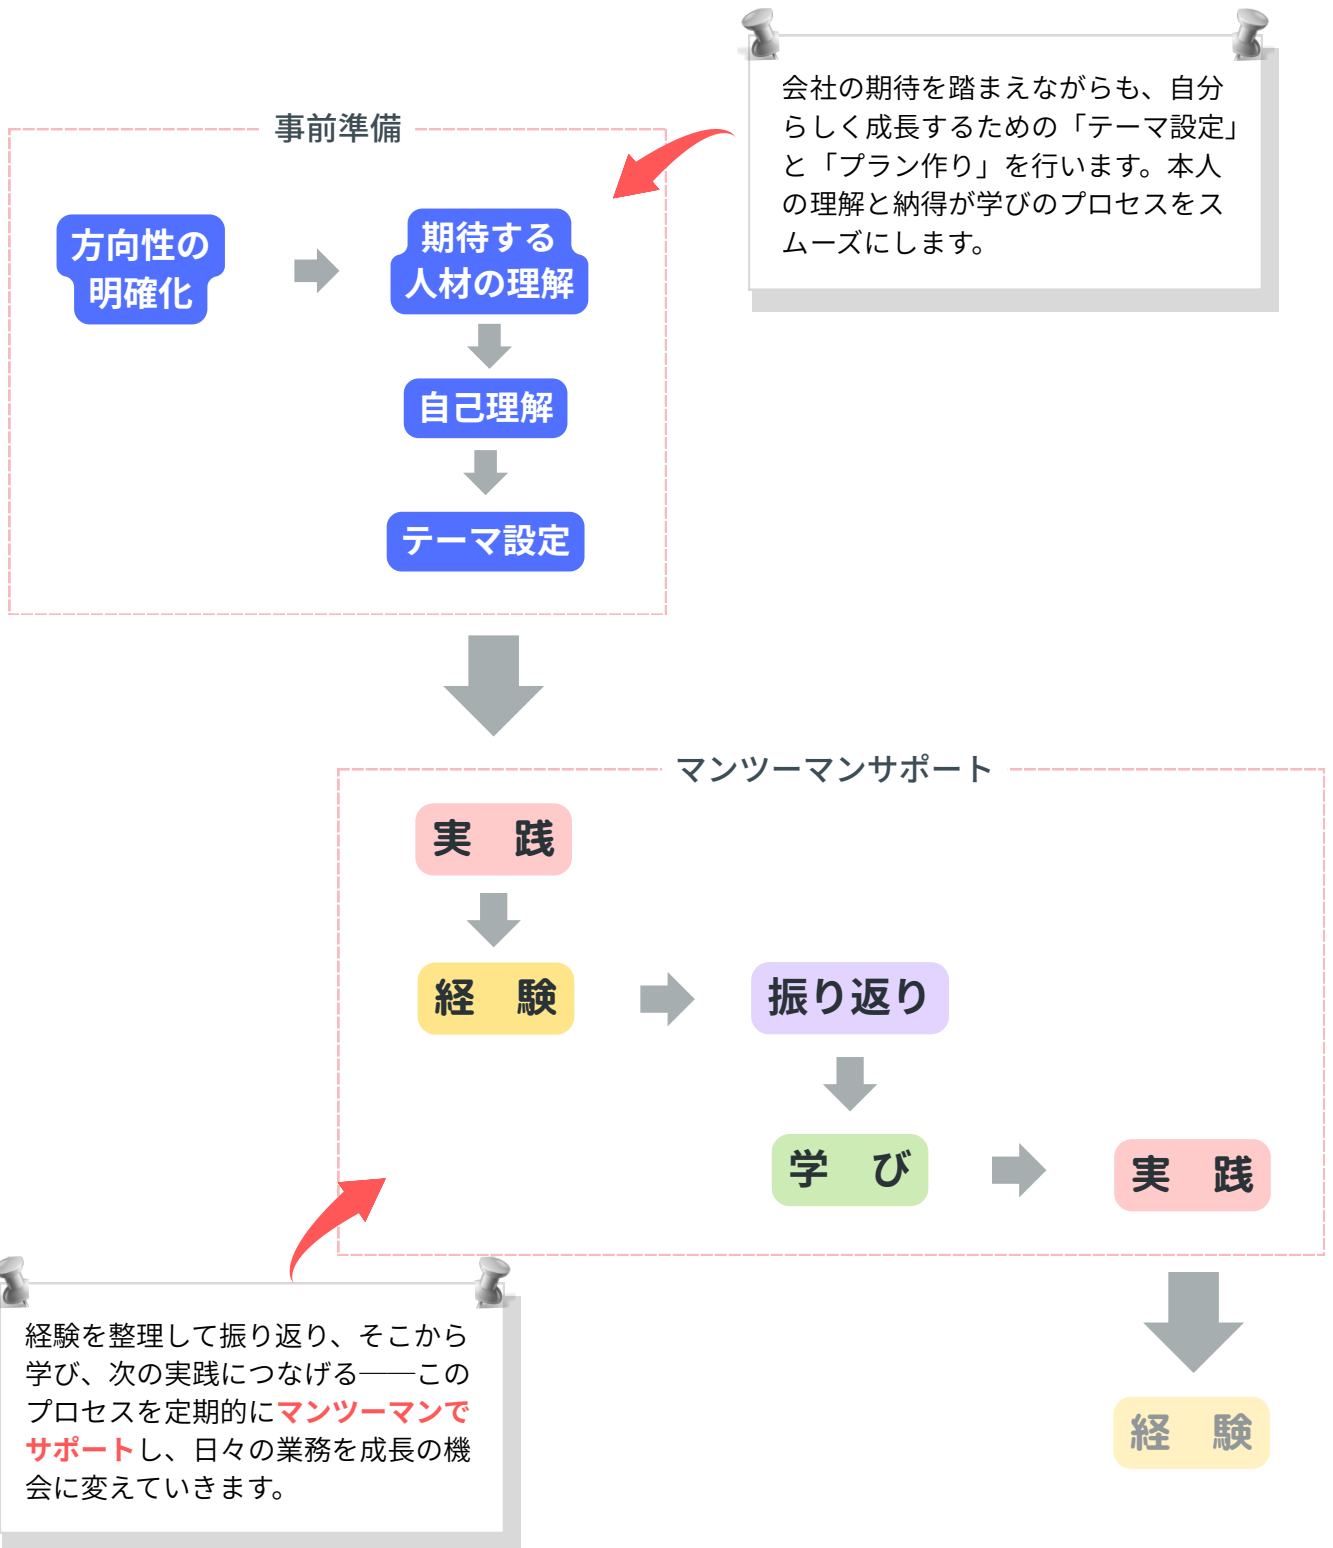 会社の期待を踏まえながらも、自分
らしく成長するための「テーマ設定」
と「プラン作り」を行います。本人
の理解と納得が学びのプロセスをス
ムーズにします。
事前準備
方向性の
明確化
期待する
人材の理解
自己理解
テーマ設定
マンツーマンサポート
実　践
経　験
振り返り
学　び
実　践
経験を整理して振り返り、そこから
学び、次の実践につなげる──この
プロセスを定期的にマンツーマンで
サポートし、日々の業務を成長の機
会に変えていきます。
経　験